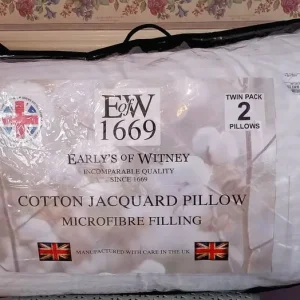 EofW
1669
TWIN PACK
2
PILLOWS
EARLY'S OF WITNEY
INCOMPARABLE QUALITY
SINCE 1669
COTTON JACQUARD PILLOW
MICROFIBRE FILLING
MANUFACTURED WITH CARE IN THE UK